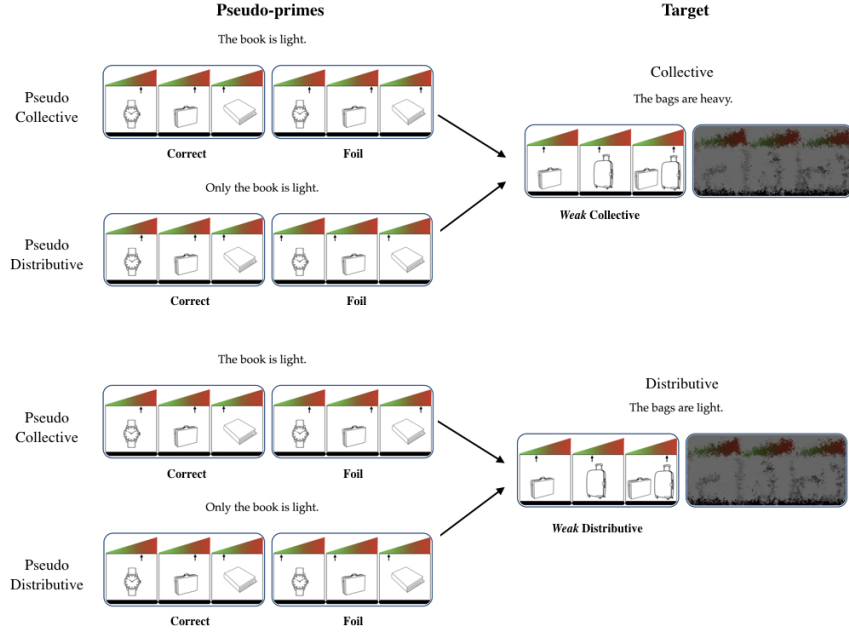 Pseudo-primes
Target
The book is light.
Pseudo
Collective
Correct
Foil
Collective
The bags are heavy.
Weak Collective
Only the book is light.
Pseudo
Distributive
Correct
Foil
The book is light.
Pseudo
Collective
Correct
Foil
Distributive
The bags are light.
Weak Distributive
Only the book is light.
Pseudo
Distributive
Correct
Foil